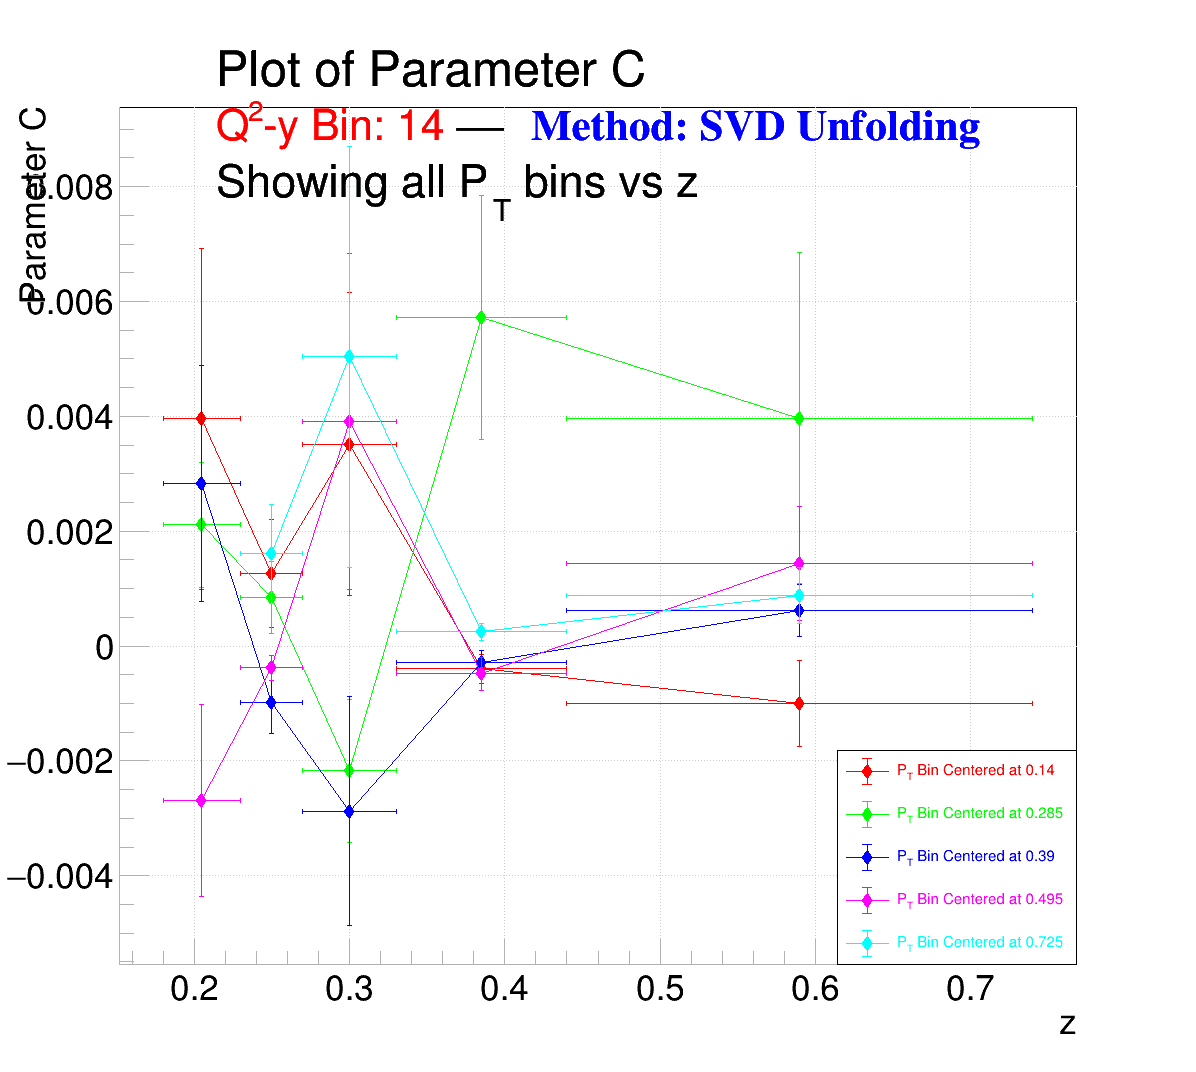 Plot of Parameter C
Q2-y Bin: 14 — Method: SVD Unfolding
Showing all PT bins vs z
Parameter C
0.008
0.006
0.004
0.002
0
−0.002
−0.004
0.2 0.3 0.4 0.5 0.6 0.7
z
PT Bin Centered at 0.14
PT Bin Centered at 0.285
PT Bin Centered at 0.39
PT Bin Centered at 0.495
PT Bin Centered at 0.725